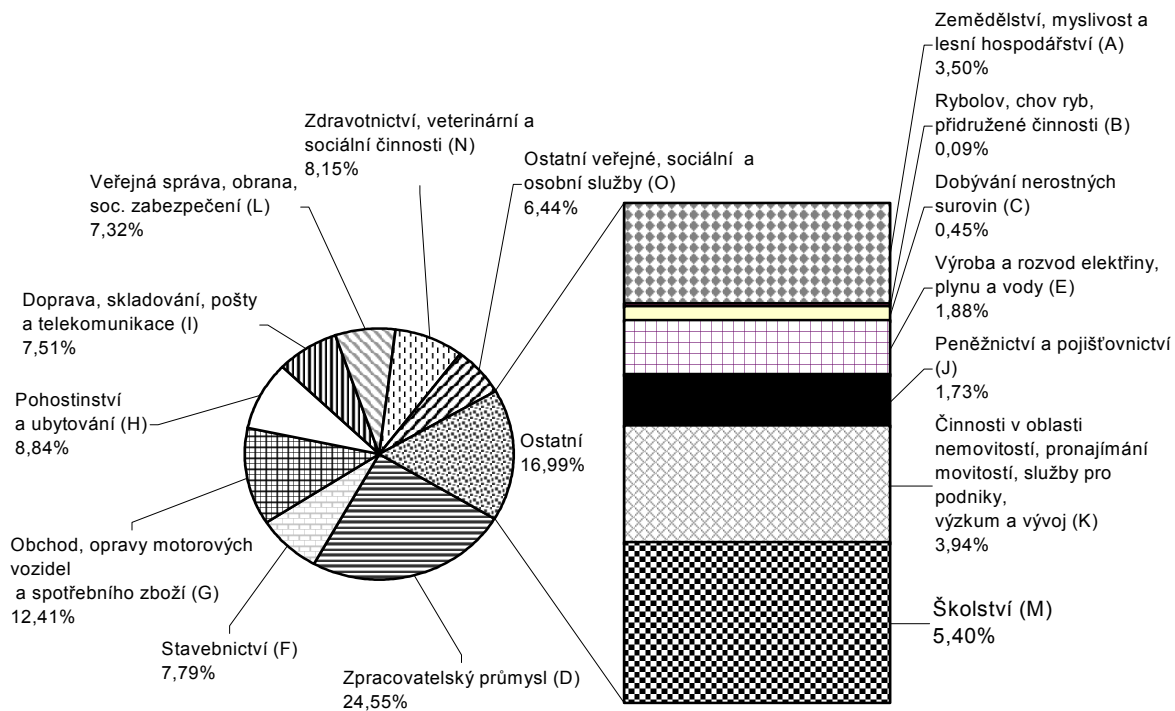 Zdravotnictví, veterinární a
sociální činnosti (N)
8,15%
Ostatní veřejné, sociální a
osobní služby (O)
6,44%
Veřejná správa, obrana,
soc. zabezpečení (L)
7,32%
Doprava, skladování, pošty
a telekomunikace (I)
7,51%
Pohostinství
a ubytování (H)
8,84%
Obchod, opravy motorových
vozidel
a spotřebního zboží (G)
12,41%
Stavebnictví (F)
7,79%
Zpracovatelský průmysl (D)
24,55%
Ostatní
16,99%
Zemědělství, myslivost a
lesní hospodářství (A)
3,50%
Rybolov, chov ryb,
přidružené činnosti (B)
0,09%
Dobývání nerostných
surovin (C)
0,45%
Výroba a rozvod elektřiny,
plynu a vody (E)
1,88%
Peněžnictví a pojišťovnictví
(J)
1,73%
Činnosti v oblasti
nemovitostí, pronajímání
movitostí, služby pro
podniky,
výzkum a vývoj (K)
3,94%
Školství (M)
5,40%